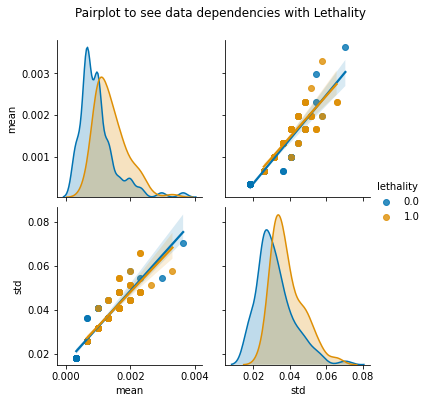 Pairplot to see data dependencies with Lethality
mean
0.003
0.002
0.001
lethality
0.0
1.0
std
0.08
0.06
0.04
0.02
0.000 0.002 0.004
mean
0.02 0.04 0.06 0.08
std